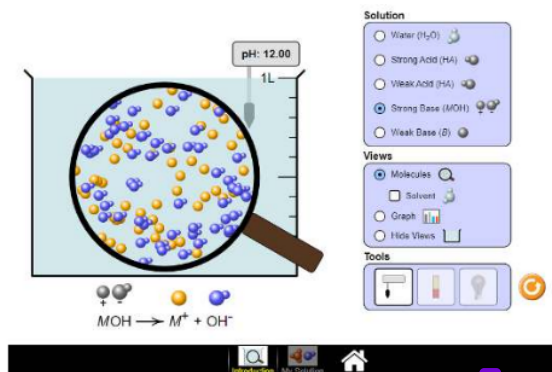 Solution
pH: 12.00
Water (H₂O)
1L
Strong Acid (HA)
Weak Acid (HA)
Strong Base (MOH)
Weak Base (B)
Views
Molecules
Solvent
Graph
Hide Views
Tools
MOH → M⁺ + OH⁻
Introduction
My Solution